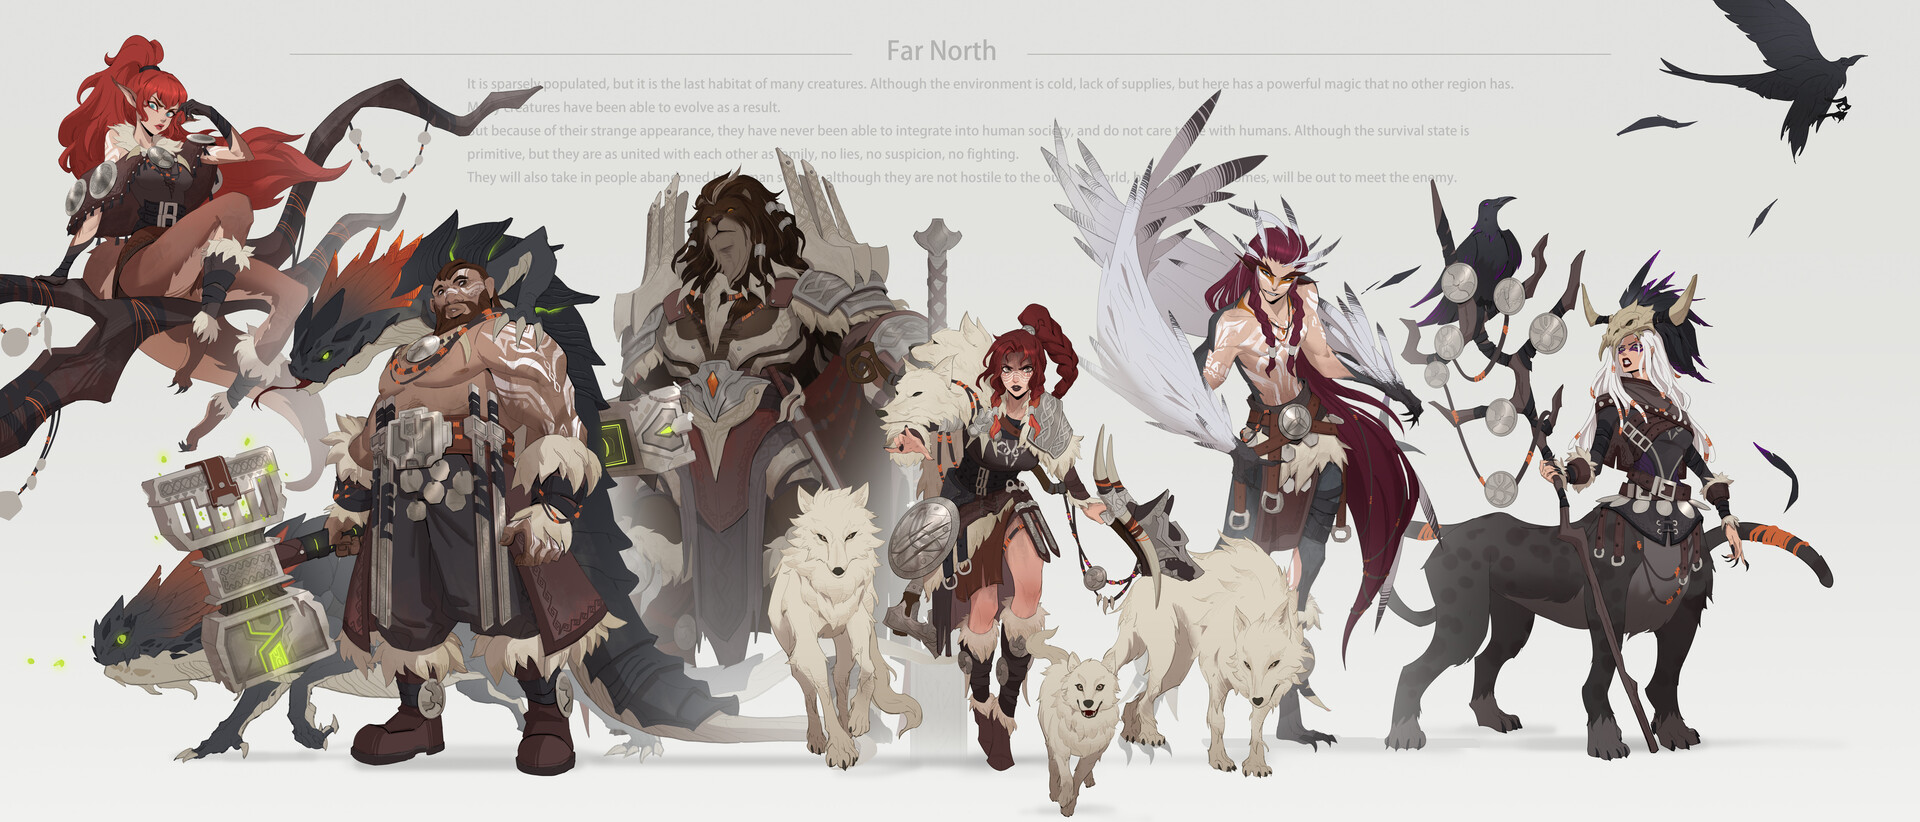 Far North
It is sparsely populated, but it is the last habitat of many creatures. Although the environment is cold, lack of supplies, but here has a powerful magic that no other region has.
creatures have been able to evolve as a result.
but because of their strange appearance, they have never been able to integrate into human society, and do not care with humans. Although the survival state is
primitive, but they are as united with each other as family, no lies, no suspicion, no fighting.
They will also take in people abandoned although they are not hostile to the will be out to meet the enemy.